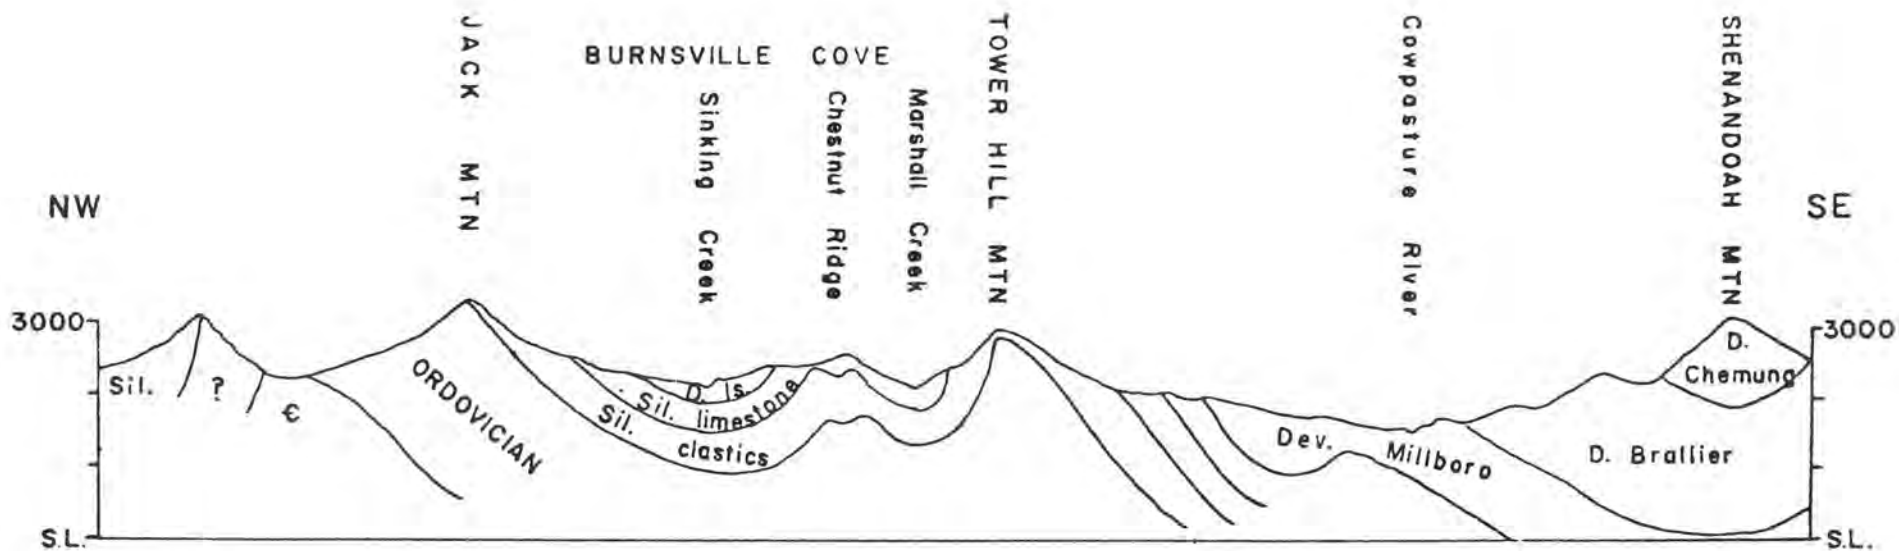 JACK MTN
BURNSVILLE COVE
Sinking Creek
Chestnut Ridge
Marshall Creek
TOWER HILL MTN
Cowpasture River
SHENANDOAH MTN
NW
SE
3000
3000
Sil.
?
Є
ORDOVICIAN
D. ls.
Sil. limestone
Sil. clastics
Dev. Millboro
D. Brallier
D. Chemung
S.L.
S.L.